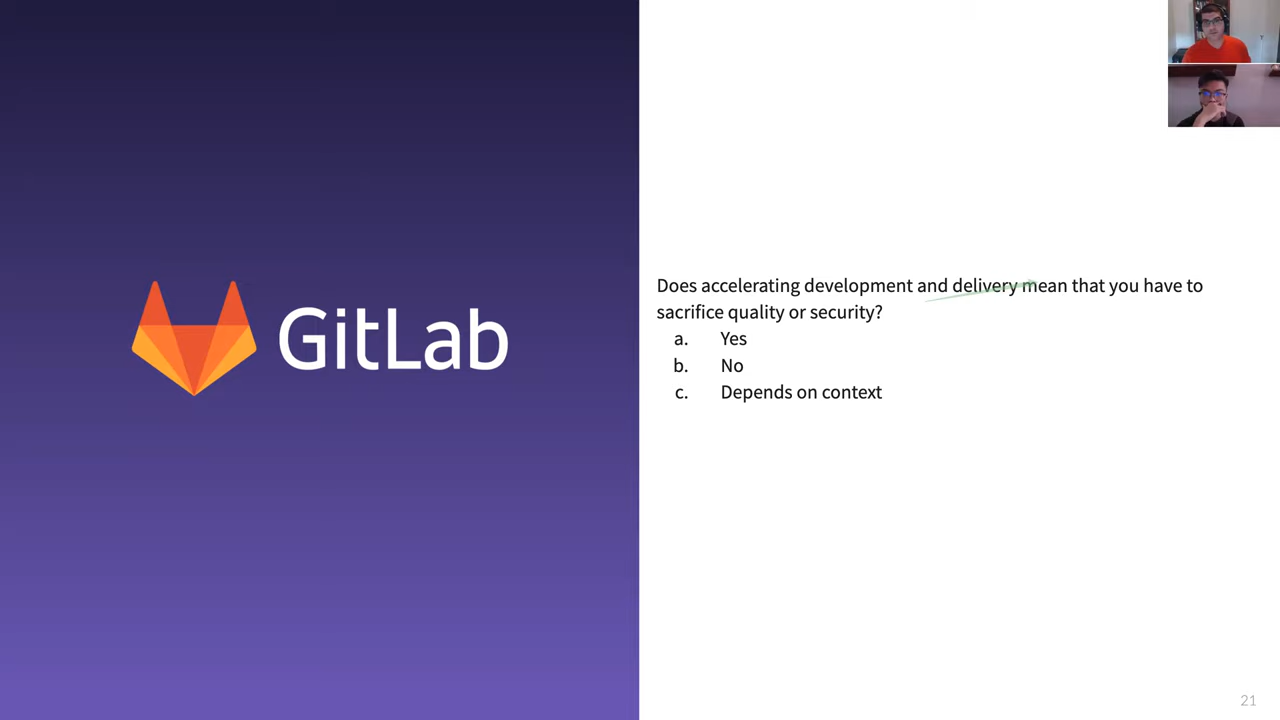 GitLab
Does accelerating development and delivery mean that you have to
sacrifice quality or security?
a. Yes
b. No
c. Depends on context
21